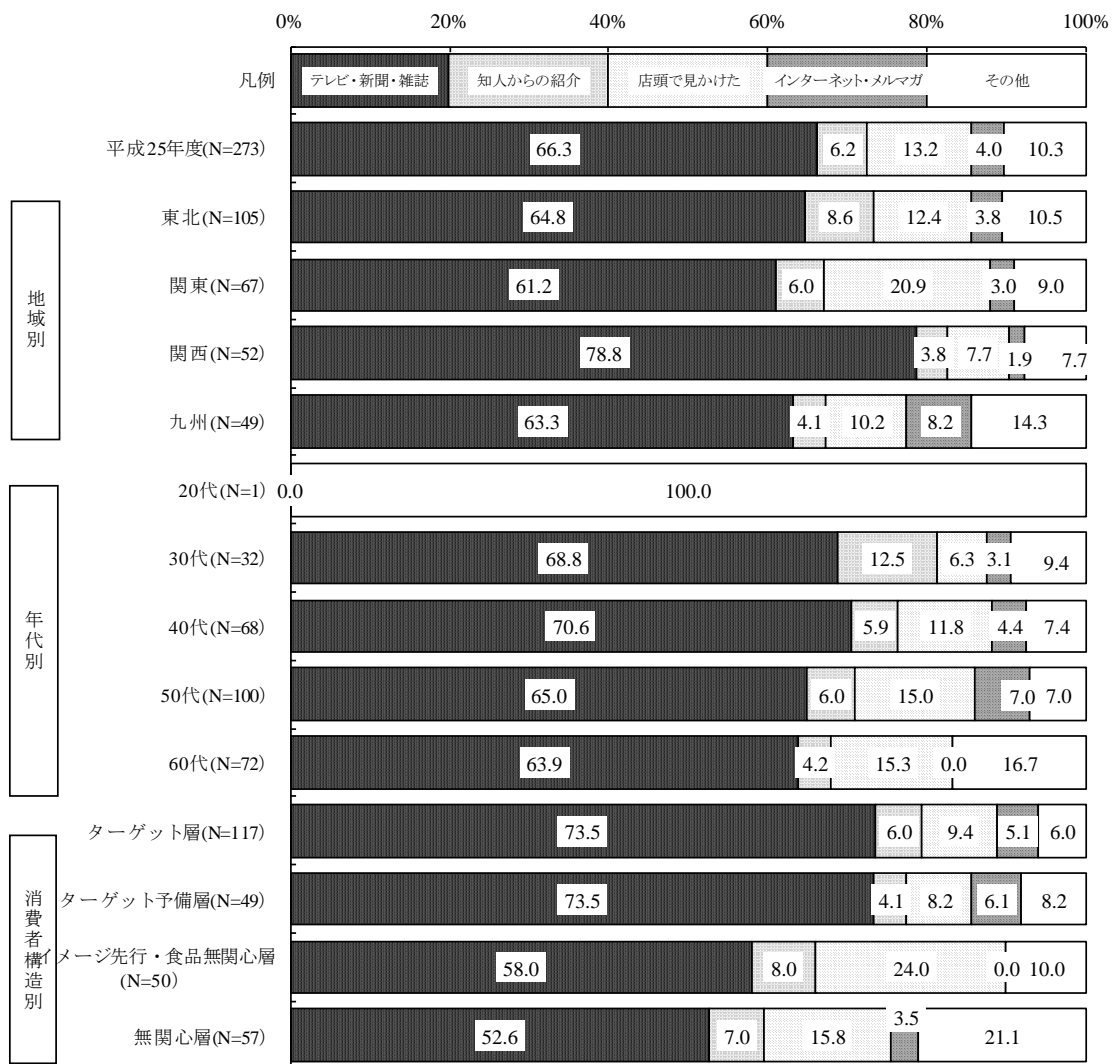 0% 20% 40% 60% 80% 100%
凡例 テレビ・新聞・雑誌 知人からの紹介 店頭で見かけた インターネット・メルマガ その他
平成25年度(N=273) 66.3 6.2 13.2 4.0 10.3
地域別
東北(N=105) 64.8 8.6 12.4 3.8 10.5
関東(N=67) 61.2 6.0 20.9 3.0 9.0
関西(N=52) 78.8 3.8 7.7 1.9 7.7
九州(N=49) 63.3 4.1 10.2 8.2 14.3
年代別
20代(N=1) 0.0 100.0
30代(N=32) 68.8 12.5 6.3 3.1 9.4
40代(N=68) 70.6 5.9 11.8 4.4 7.4
50代(N=100) 65.0 6.0 15.0 7.0 7.0
60代(N=72) 63.9 4.2 15.3 0.0 16.7
消費者構造別
ターゲット層(N=117) 73.5 6.0 9.4 5.1 6.0
ターゲット予備層(N=49) 73.5 4.1 8.2 6.1 8.2
イメージ先行・食品無関心層
(N=50) 58.0 8.0 24.0 0.0 10.0
無関心層(N=57) 52.6 7.0 15.8 3.5 21.1